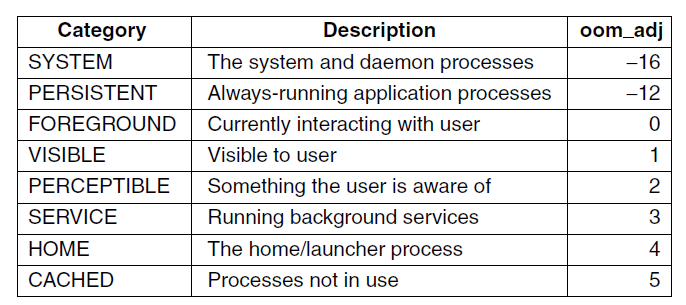 Category Description oom_adj
SYSTEM The system and daemon processes –16
PERSISTENT Always-running application processes –12
FOREGROUND Currently interacting with user 0
VISIBLE Visible to user 1
PERCEPTIBLE Something the user is aware of 2
SERVICE Running background services 3
HOME The home/launcher process 4
CACHED Processes not in use 5